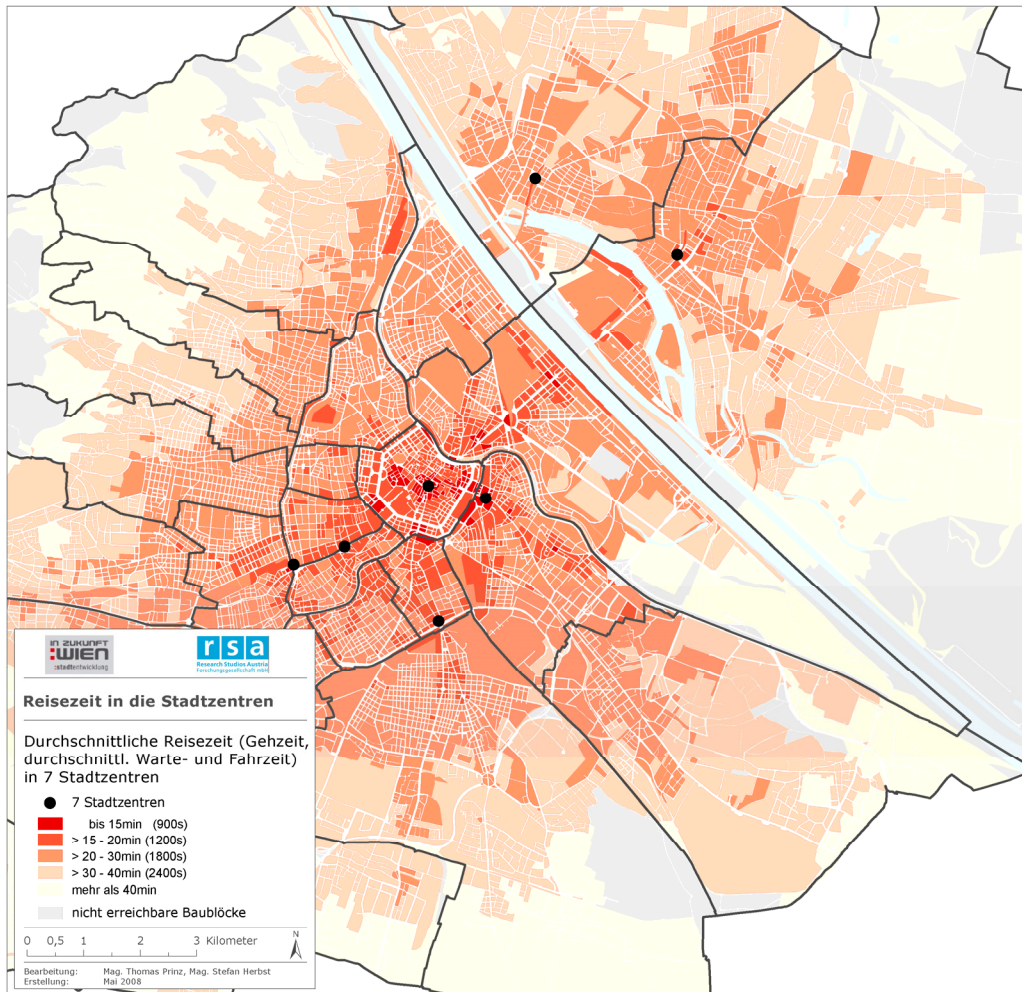 IN ZUKUNFT
WIEN
:stadtentwicklung
rsa
Research Studios Austria
Forschungsgesellschaft mbH
Reisezeit in die Stadtzentren
Durchschnittliche Reisezeit (Gehzeit,
durchschnittl. Warte- und Fahrzeit)
in 7 Stadtzentren
7 Stadtzentren
bis 15min (900s)
> 15 - 20min (1200s)
> 20 - 30min (1800s)
> 30 - 40min (2400s)
mehr als 40min
nicht erreichbare Baublöcke
0 0,5 1 2 3 Kilometer
N
Bearbeitung: Mag. Thomas Prinz, Mag. Stefan Herbst
Erstellung: Mai 2008